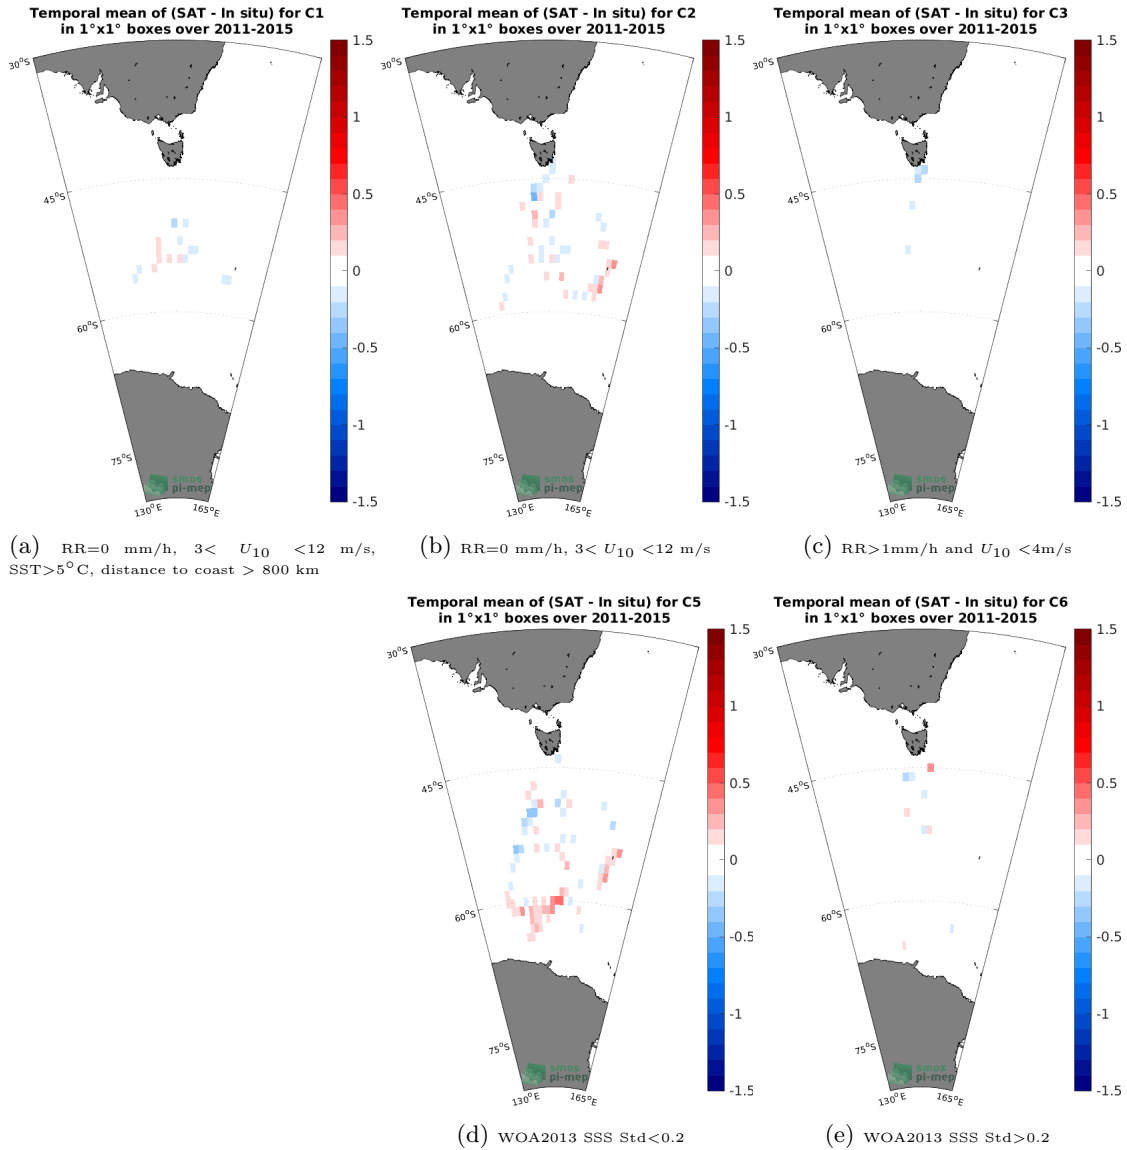 Temporal mean of (SAT - In situ) for C1
in 1°x1° boxes over 2011-2015
30°S
45°S
60°S
75°S
130°E
165°E
1.5
1
0.5
0
-0.5
-1
-1.5
smos
pi-mep
(a) RR=0 mm/h, 3< U10 <12 m/s,
SST>5°C, distance to coast > 800 km
Temporal mean of (SAT - In situ) for C2
in 1°x1° boxes over 2011-2015
30°S
45°S
60°S
75°S
130°E
165°E
1.5
1
0.5
0
-0.5
-1
-1.5
smos
pi-mep
(b) RR=0 mm/h, 3< U10 <12 m/s
Temporal mean of (SAT - In situ) for C3
in 1°x1° boxes over 2011-2015
30°S
45°S
60°S
75°S
130°E
165°E
1.5
1
0.5
0
-0.5
-1
-1.5
smos
pi-mep
(c) RR>1mm/h and U10 <4m/s
Temporal mean of (SAT - In situ) for C5
in 1°x1° boxes over 2011-2015
30°S
45°S
60°S
75°S
130°E
165°E
1.5
1
0.5
0
-0.5
-1
-1.5
smos
pi-mep
(d) WOA2013 SSS Std<0.2
Temporal mean of (SAT - In situ) for C6
in 1°x1° boxes over 2011-2015
30°S
45°S
60°S
75°S
130°E
165°E
1.5
1
0.5
0
-0.5
-1
-1.5
smos
pi-mep
(e) WOA2013 SSS Std>0.2